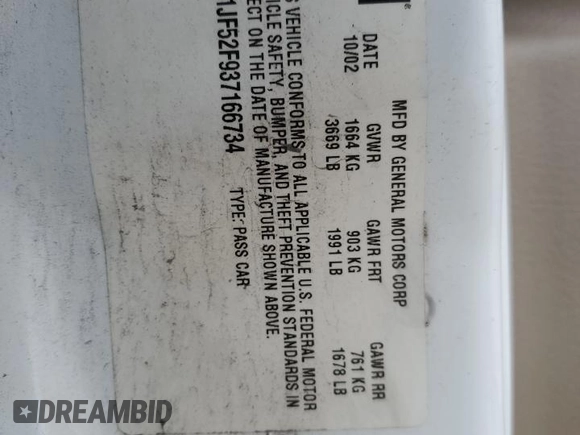 MFD BY GENERAL MOTORS CORP
DATE GVWR GAWR FRT GAWR RR
10/02 1664 KG 903 KG 761 KG
3669 LB 1991 LB 1678 LB
VEHICLE CONFORMS TO ALL APPLICABLE U.S. FEDERAL MOTOR
ICLE SAFETY, BUMPER, AND THEFT PREVENTION STANDARDS IN
ECT ON THE DATE OF MANUFACTURE SHOWN ABOVE.
1JF52F937166734 TYPE: PASS CAR
DREAMBID